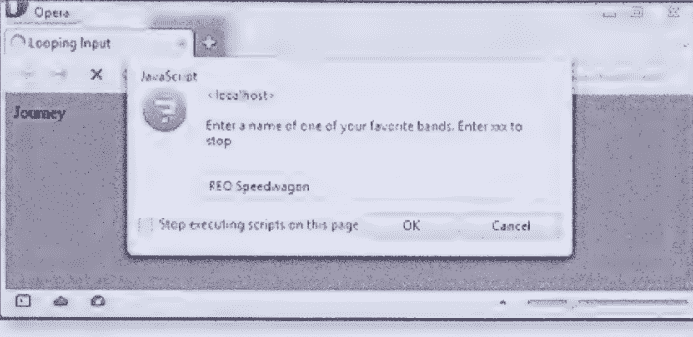 Opera
Looping Input
JavaScript
<localhost>
Journey
Enter a name of one of your favorite bands. Enter xxx to
stop
REO Speedwagon
Stop executing scripts on this page
OK
Cancel